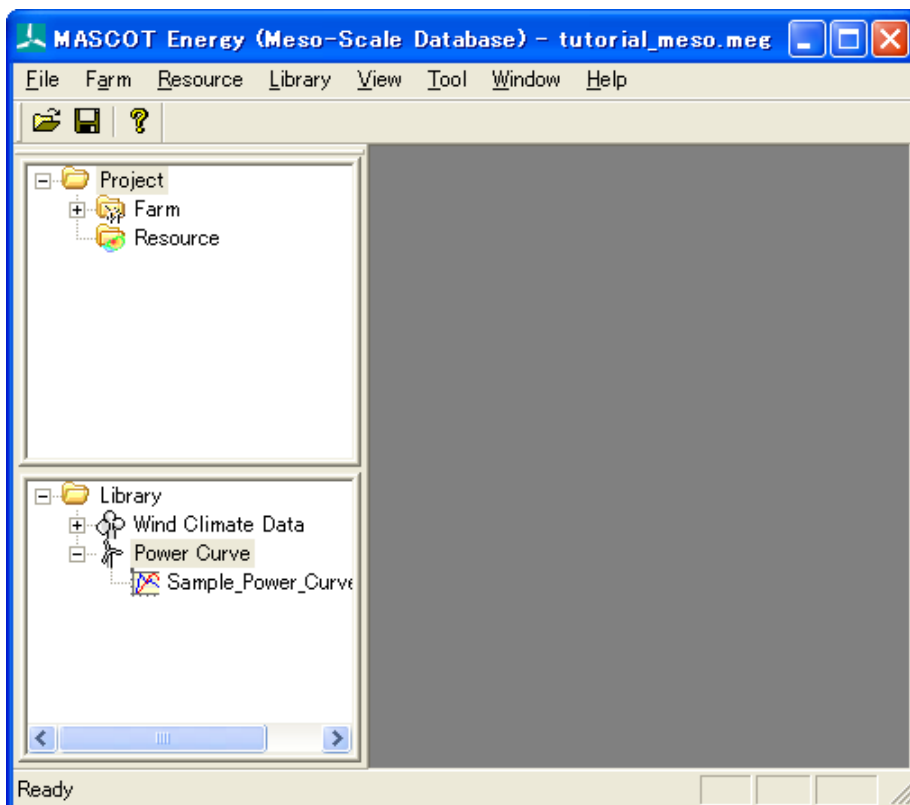 MASCOT Energy (Meso-Scale Database) - tutorial_meso.meg
File Farm Resource Library View Tool Window Help
Project
Farm
Resource
Library
Wind Climate Data
Power Curve
Sample_Power_Curve
Ready